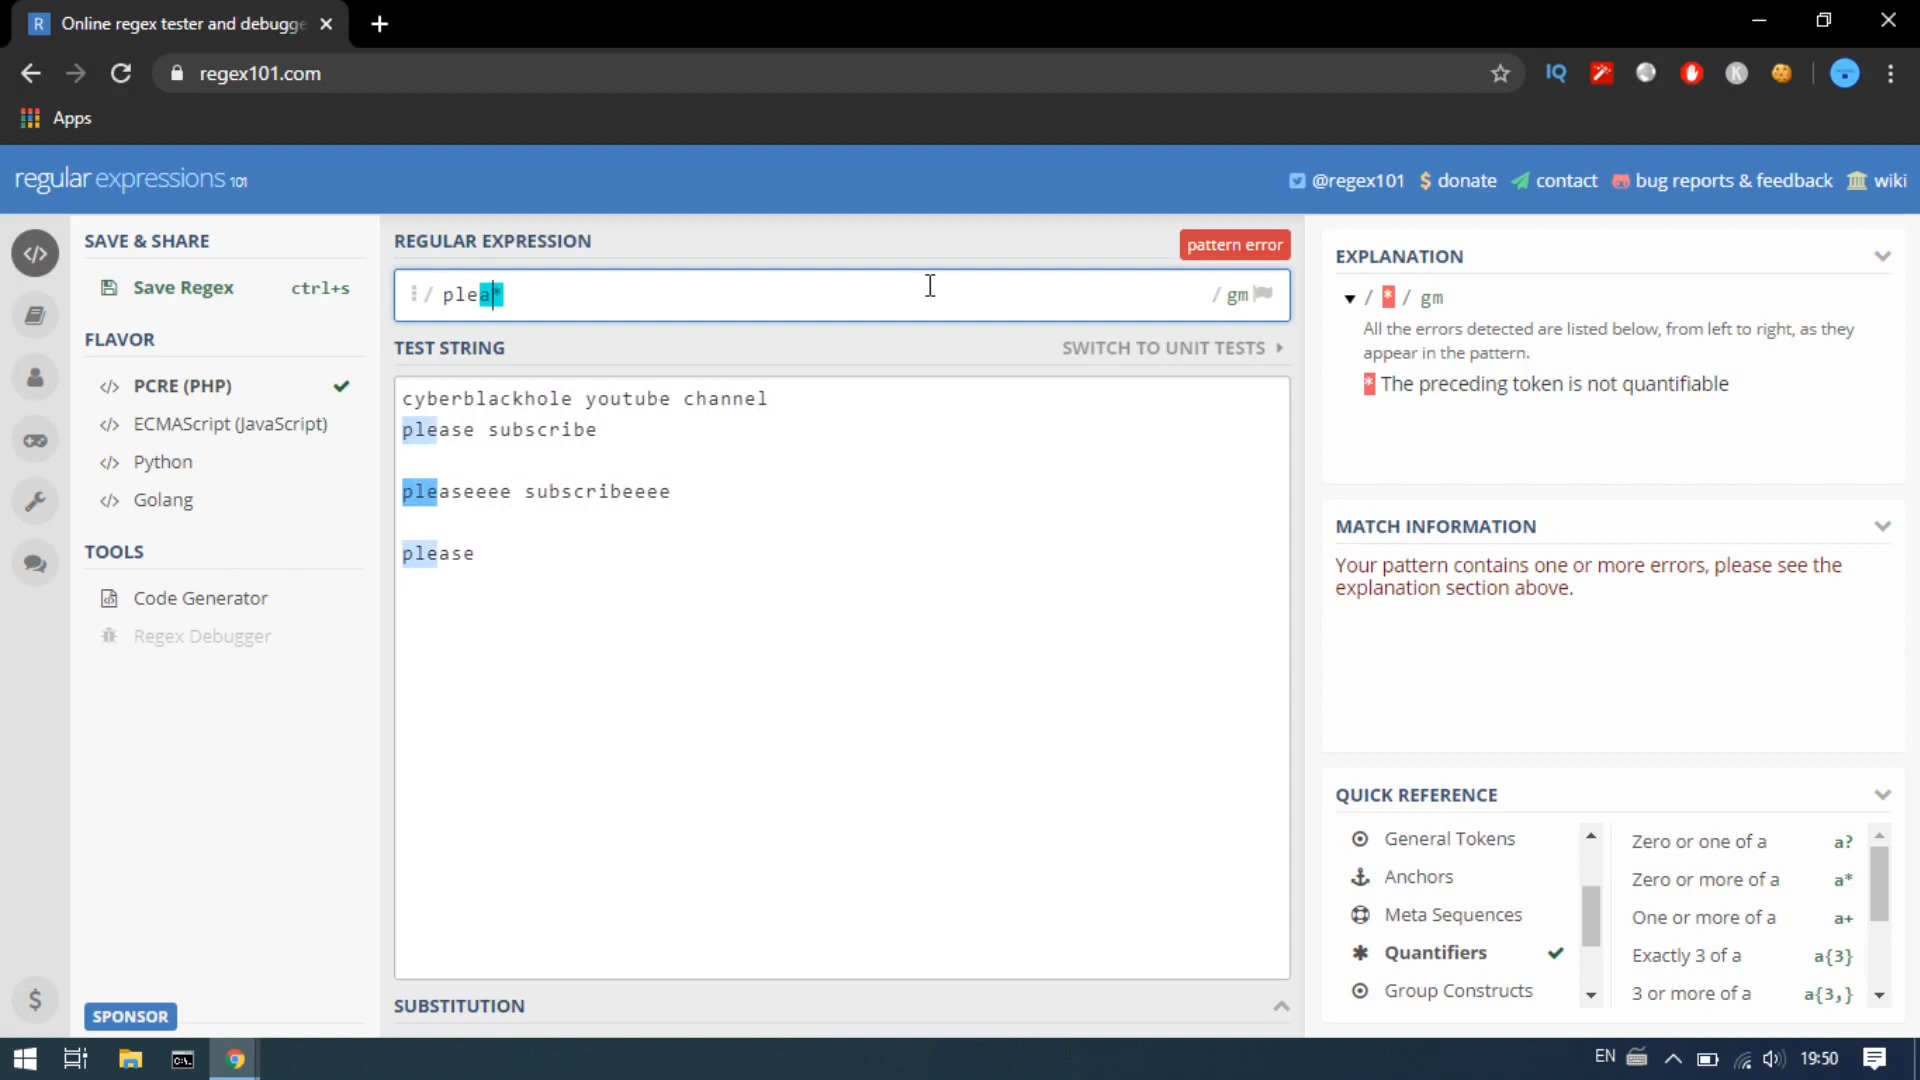 R Online regex tester and debugge
regex101.com
IQ
K
Apps
regular expressions 101
@regex101 $ donate contact bug reports & feedback wiki
SAVE & SHARE
Save Regex ctrl+s
FLAVOR
</> PCRE (PHP)
</> ECMAScript (JavaScript)
</> Python
</> Golang
TOOLS
Code Generator
Regex Debugger
$
SPONSOR
REGULAR EXPRESSION
pattern error
/ plea* / gm
TEST STRING
SWITCH TO UNIT TESTS
cyberblackhole youtube channel
please subscribe
pleaseeee subscribeeee
please
SUBSTITUTION
EXPLANATION
/ * / gm
All the errors detected are listed below, from left to right, as they
appear in the pattern.
* The preceding token is not quantifiable
MATCH INFORMATION
Your pattern contains one or more errors, please see the
explanation section above.
QUICK REFERENCE
General Tokens
Anchors
Meta Sequences
Quantifiers
Group Constructs
Zero or one of a a?
Zero or more of a a*
One or more of a a+
Exactly 3 of a a{3}
3 or more of a a{3,}
EN 19:50